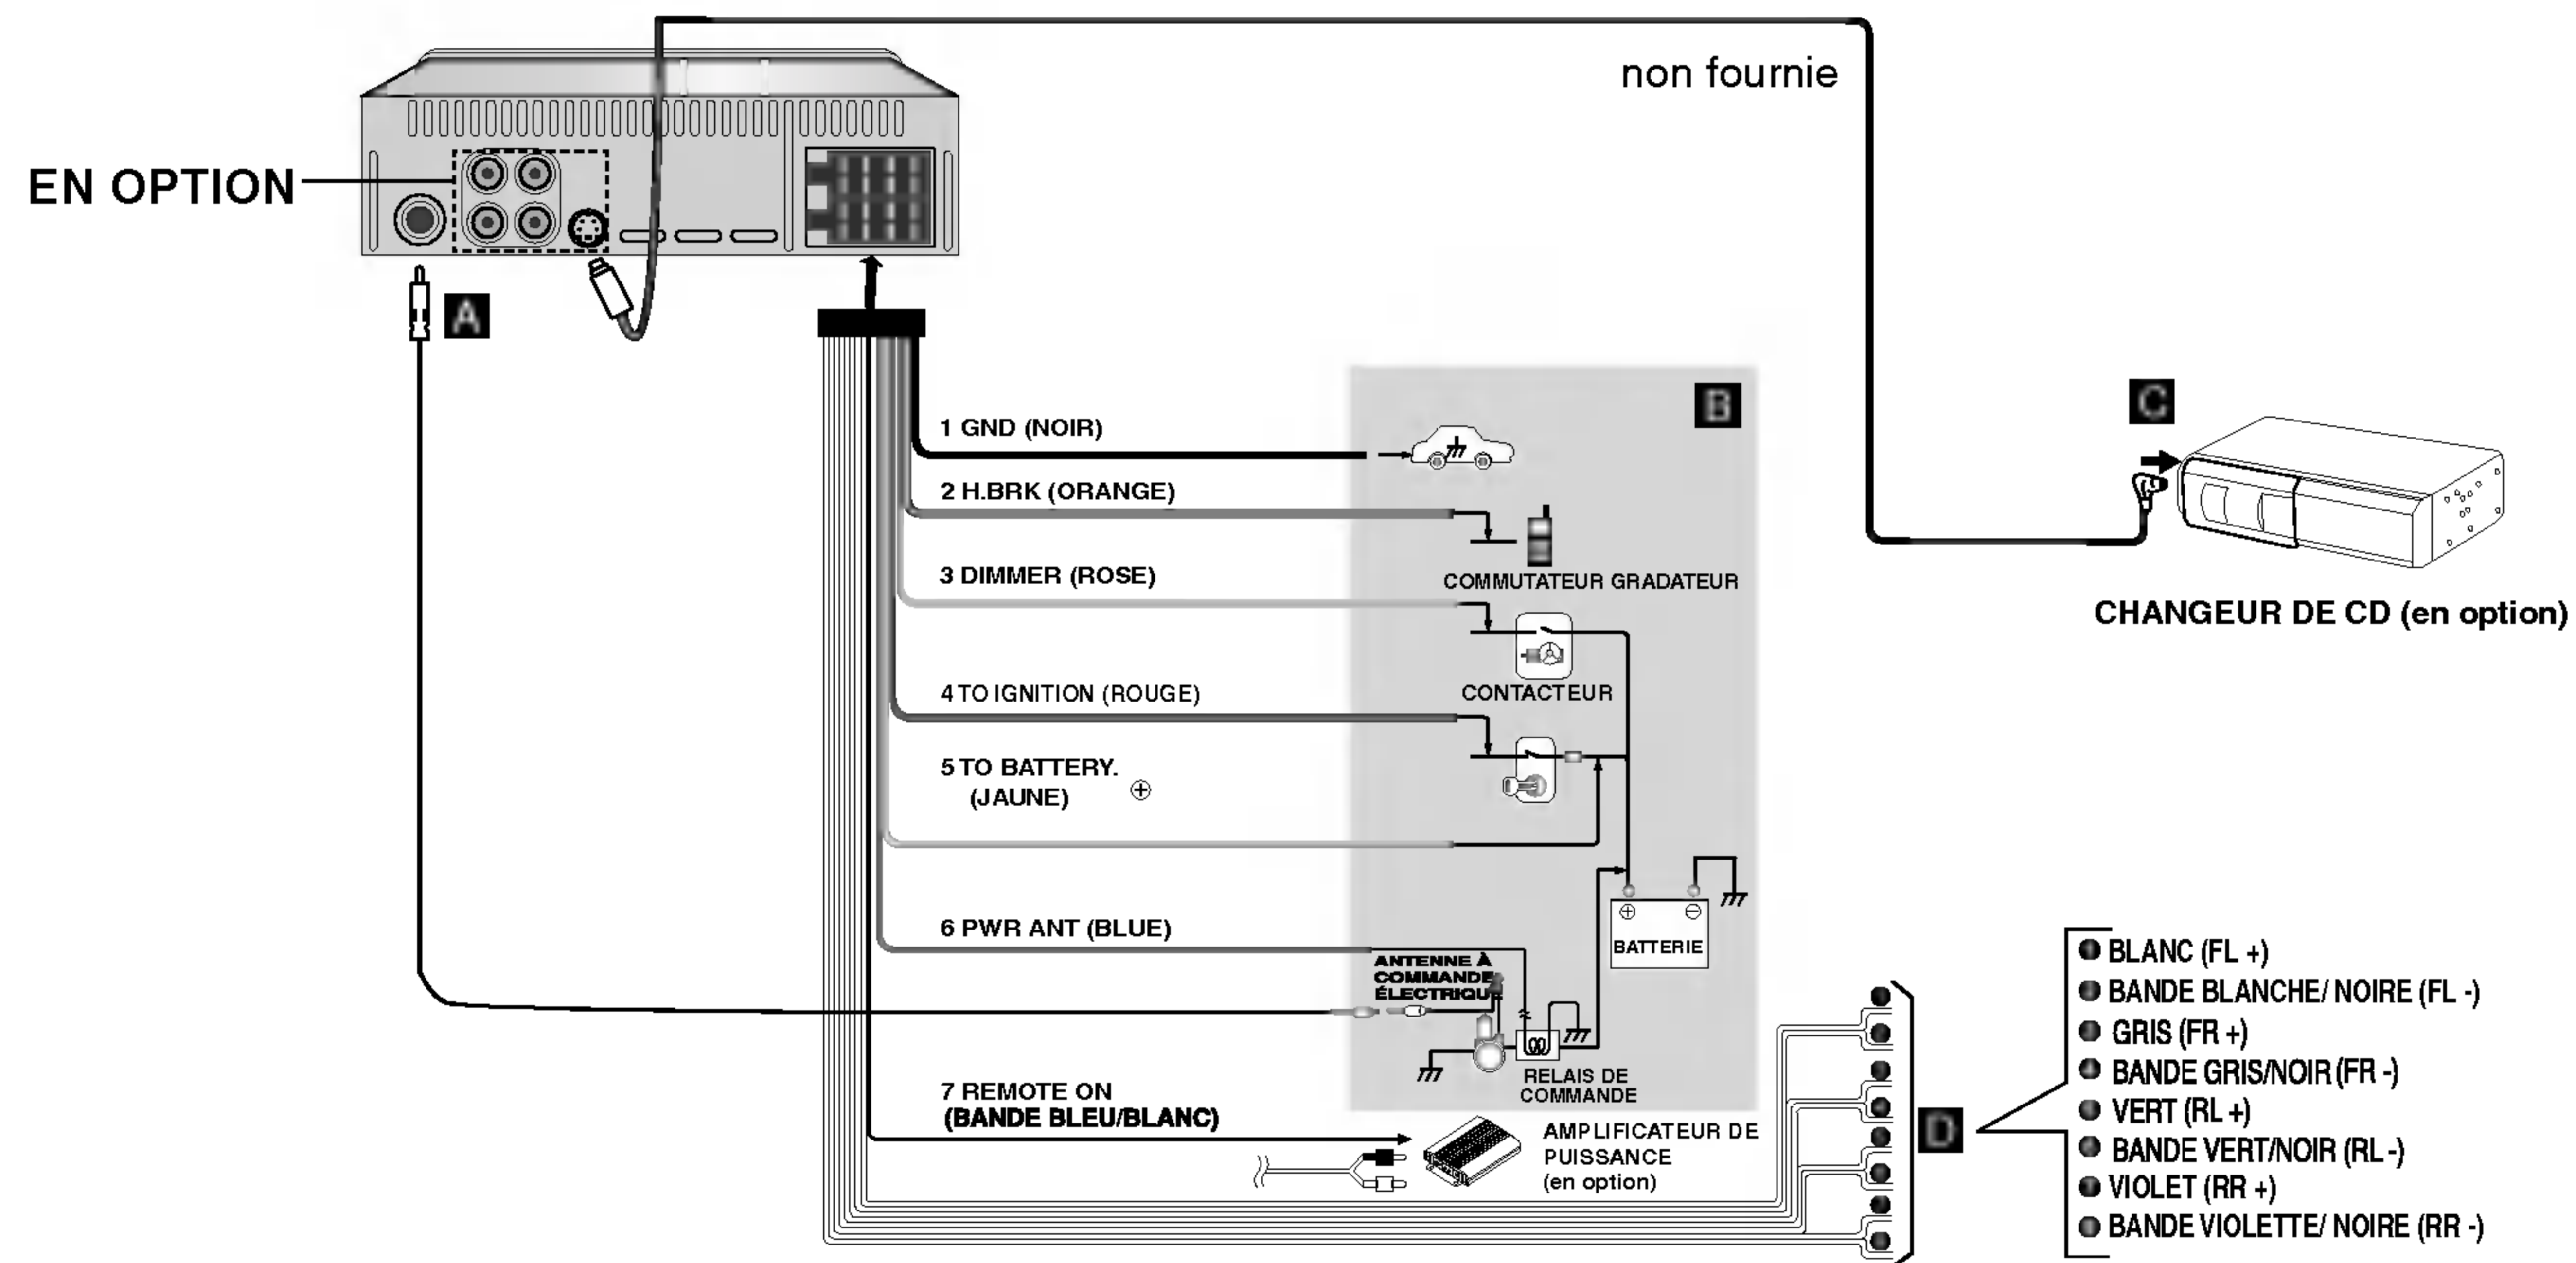 non fournie
EN OPTION
A
B
1 GND (NOIR)
2 H.BRK (ORANGE)
3 DIMMER (ROSE)
COMMUTATEUR GRADATEUR
4 TO IGNITION (ROUGE)
CONTACTEUR
5 TO BATTERY.
(JAUNE) ⊕
6 PWR ANT (BLUE)
⊕ ⊖
BATTERIE
ANTENNE À
COMMANDE
ÉLECTRIQUE
RELAIS DE
COMMANDE
7 REMOTE ON
(BANDE BLEU/BLANC)
AMPLIFICATEUR DE
PUISSANCE
(en option)
C
CHANGEUR DE CD (en option)
D
BLANC (FL +)
BANDE BLANCHE/ NOIRE (FL -)
GRIS (FR +)
BANDE GRIS/NOIR (FR -)
VERT (RL +)
BANDE VERT/NOIR (RL -)
VIOLET (RR +)
BANDE VIOLETTE/ NOIRE (RR -)